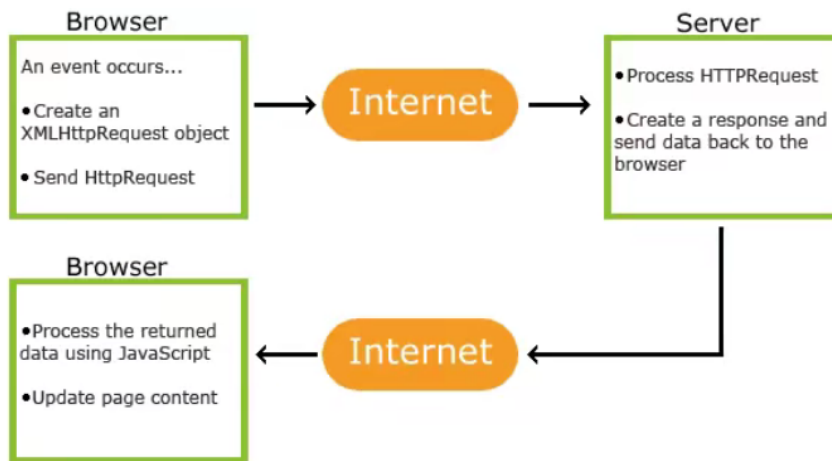 Browser
An event occurs...
•Create an
XMLHttpRequest object
• Send HttpRequest
Internet
Server
•Process HTTPRequest
•Create a response and
send data back to the
browser
Browser
•Process the returned
data using JavaScript
•Update page content
Internet